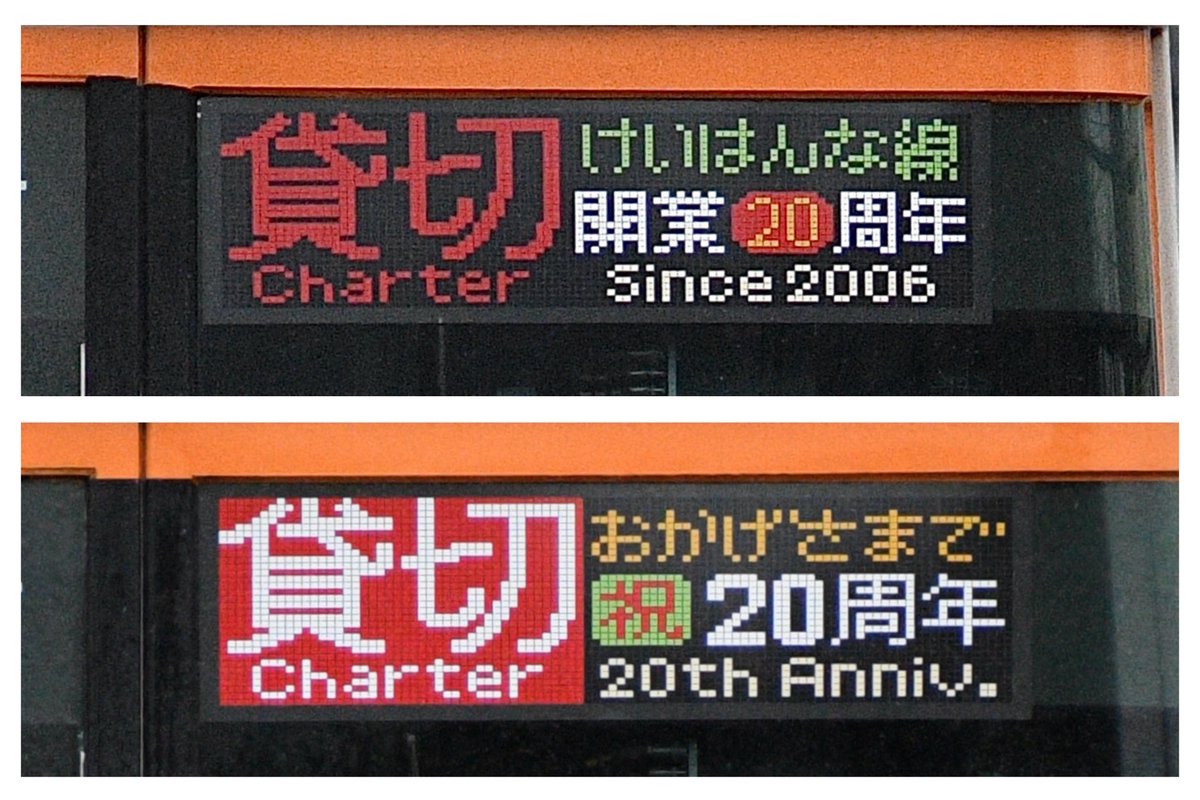 貸切
Charter
けいはんな線
開業20周年
Since 2006
貸切
Charter
おかげさまで
祝 20周年
20th Anniv.